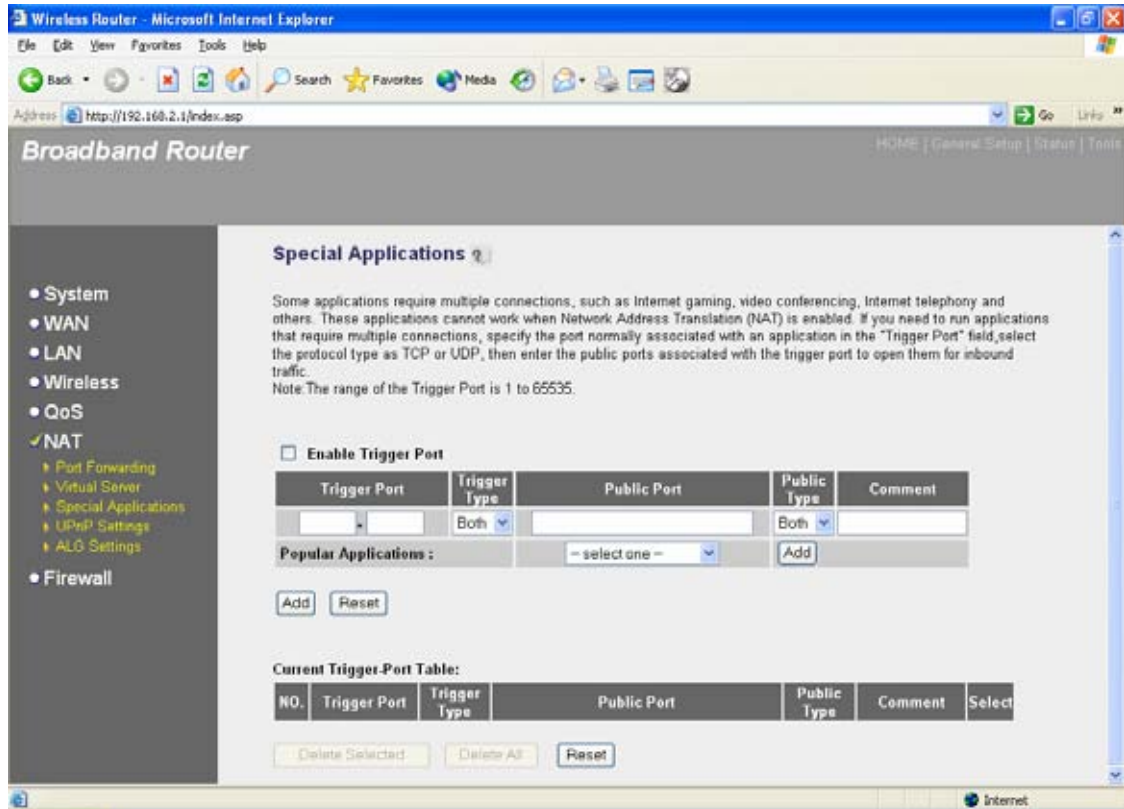 Wireless Router - Microsoft Internet Explorer
File Edit View Favorites Tools Help
Back Search Favorites Media
Address http://192.168.2.1/index.asp Go Links »
Broadband Router
HOME | General Setup | Status | Tools
System
WAN
LAN
Wireless
QoS
NAT
Port Forwarding
Virtual Server
Special Applications
UPnP Settings
ALG Settings
Firewall
Special Applications ?
Some applications require multiple connections, such as Internet gaming, video conferencing, Internet telephony and
others. These applications cannot work when Network Address Translation (NAT) is enabled. If you need to run applications
that require multiple connections, specify the port normally associated with an application in the "Trigger Port" field,select
the protocol type as TCP or UDP, then enter the public ports associated with the trigger port to open them for inbound
traffic.
Note:The range of the Trigger Port is 1 to 65535.
Enable Trigger Port
Trigger Port Trigger Type Public Port Public Type Comment
- Both Both
Popular Applications : – select one – Add
Add Reset
Current Trigger-Port Table:
NO. Trigger Port Trigger Type Public Port Public Type Comment Select
Delete Selected Delete All Reset
Internet